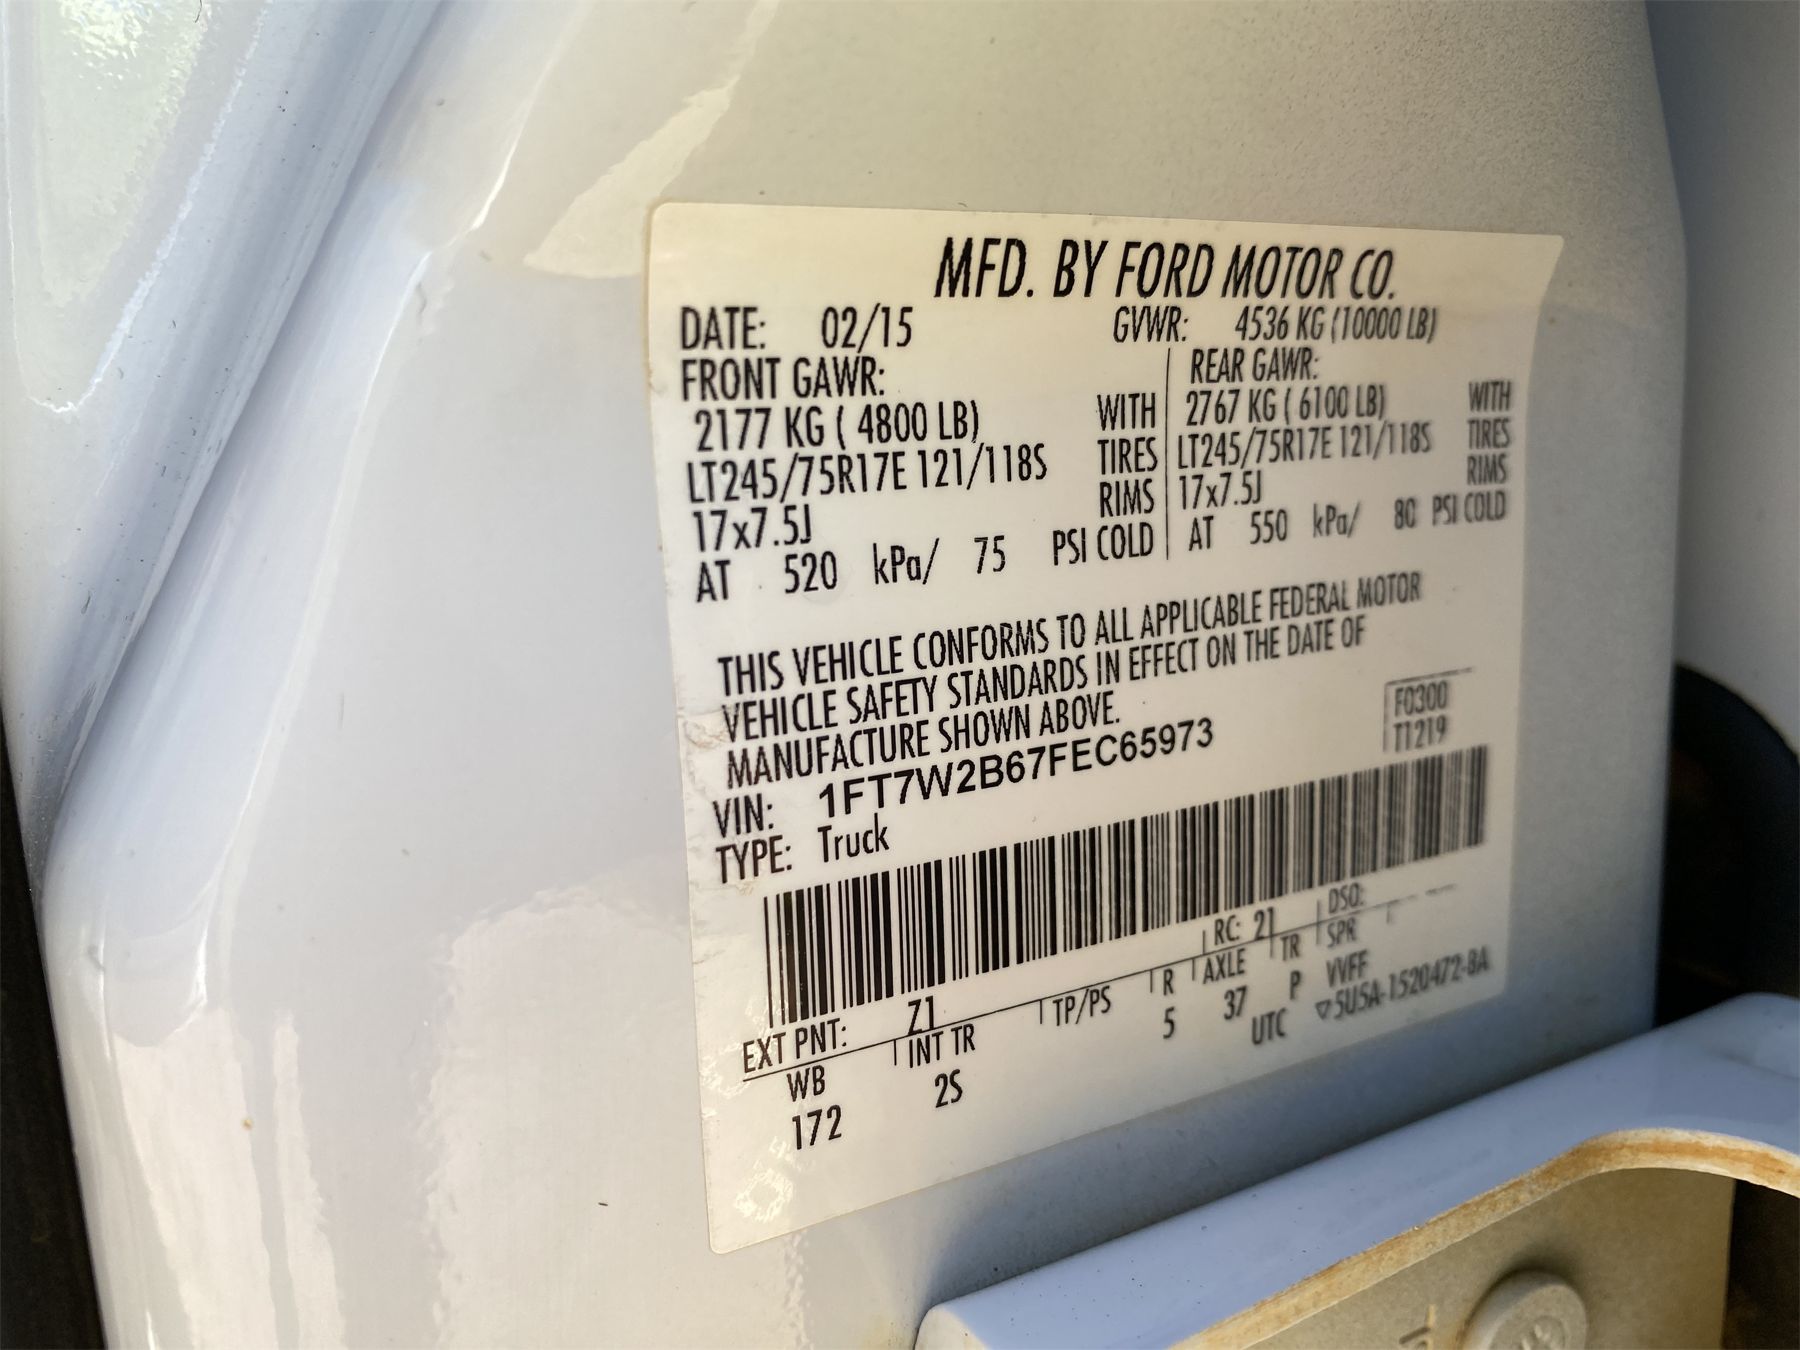 MFD. BY FORD MOTOR CO.
DATE: 02/15 GVWR: 4536 KG (10000 LB)
FRONT GAWR: REAR GAWR:
2177 KG ( 4800 LB) WITH 2767 KG ( 6100 LB) WITH
LT245/75R17E 121/118S TIRES LT245/75R17E 121/118S TIRES
17x7.5J RIMS 17x7.5J RIMS
AT 520 kPa/ 75 PSI COLD AT 550 kPa/ 80 PSI COLD
THIS VEHICLE CONFORMS TO ALL APPLICABLE FEDERAL MOTOR
VEHICLE SAFETY STANDARDS IN EFFECT ON THE DATE OF
MANUFACTURE SHOWN ABOVE.
VIN: 1FT7W2B67FEC65973 F0300
TYPE: Truck T1219
EXT PNT: Z1 RC: 21 DSO:
WB INT TR TP/PS R AXLE TR SPR
172 2S 5 37 P VVFF
UTC ▽5U5A-1520472-BA